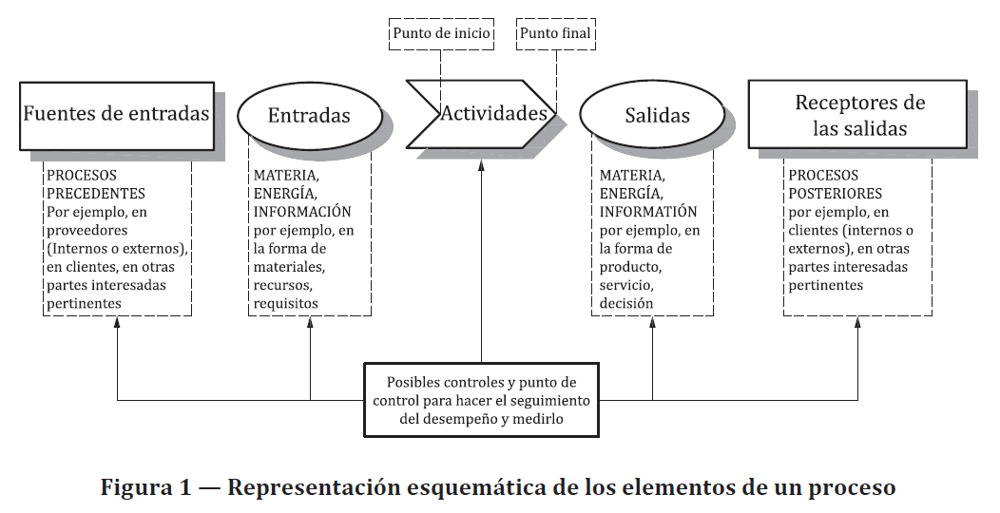 Punto de inicio
Punto final
Fuentes de entradas
Entradas
Actividades
Salidas
Receptores de
las salidas
PROCESOS
PRECEDENTES
Por ejemplo, en
proveedores
(Internos o externos),
en clientes, en otras
partes interesadas
pertinentes
MATERIA,
ENERGÍA,
INFORMACIÓN
por ejemplo, en
la forma de
materiales,
recursos,
requisitos
MATERIA,
ENERGÍA,
INFORMATIÓN
por ejemplo, en
la forma de
producto,
servicio,
decisión
PROCESOS
POSTERIORES
por ejemplo, en
clientes (internos o
externos), en otras
partes interesadas
pertinentes
Posibles controles y punto de
control para hacer el seguimiento
del desempeño y medirlo
Figura 1 — Representación esquemática de los elementos de un proceso